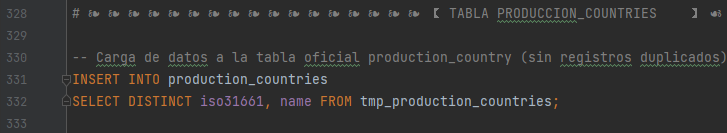 328 # ❧ ❧ ❧ ❧ ❧ ❧ ❧ ❧ ❧ ❧ ❧ ❧ 【 TABLA PRODUCCION_COUNTRIES 】 ☙
329
330 -- Carga de datos a la tabla oficial production_country (sin registros duplicados)
331 INSERT INTO production_countries
332 SELECT DISTINCT iso31661, name FROM tmp_production_countries;
333